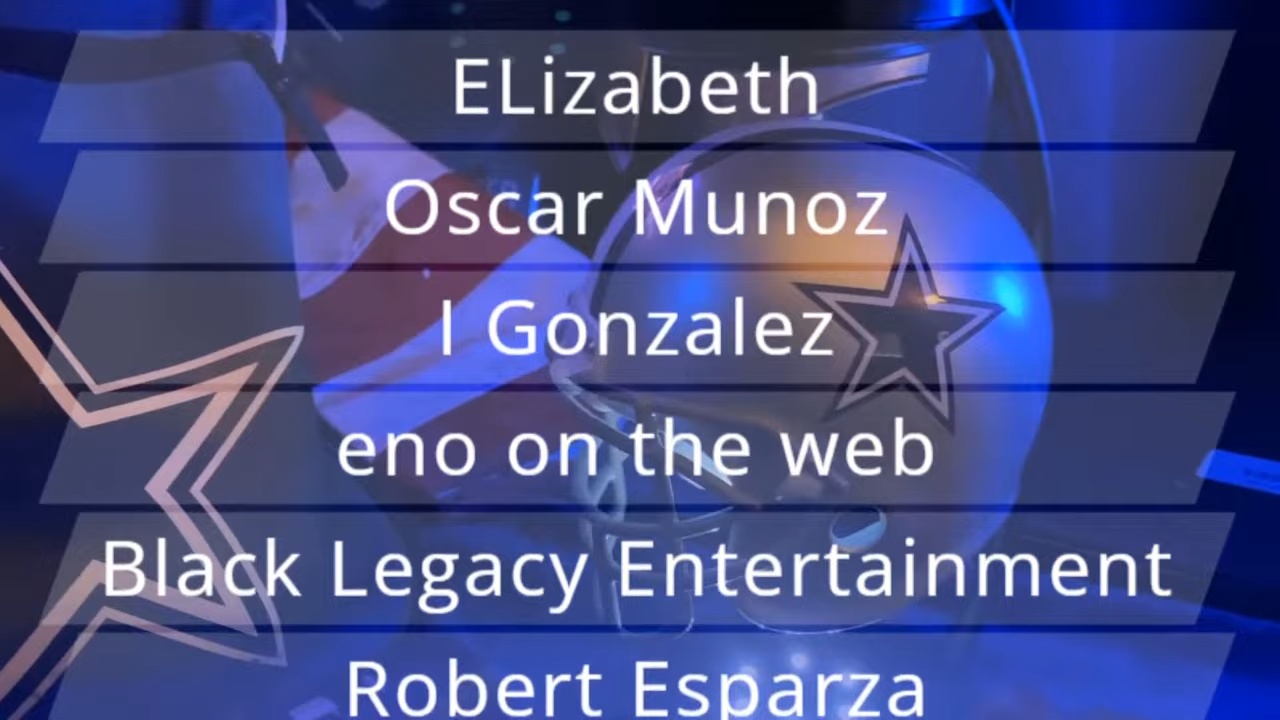 ELizabeth
Oscar Munoz
I Gonzalez
eno on the web
Black Legacy Entertainment
Robert Esparza